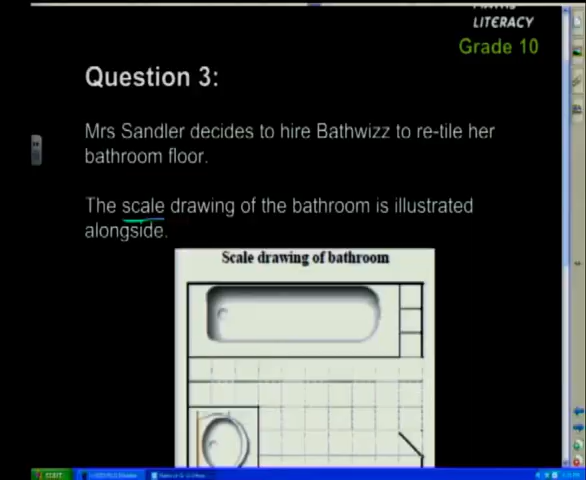 LITERACY
Grade 10
Question 3:
Mrs Sandler decides to hire Bathwizz to re-tile her
bathroom floor.
The scale drawing of the bathroom is illustrated
alongside.
Scale drawing of bathroom